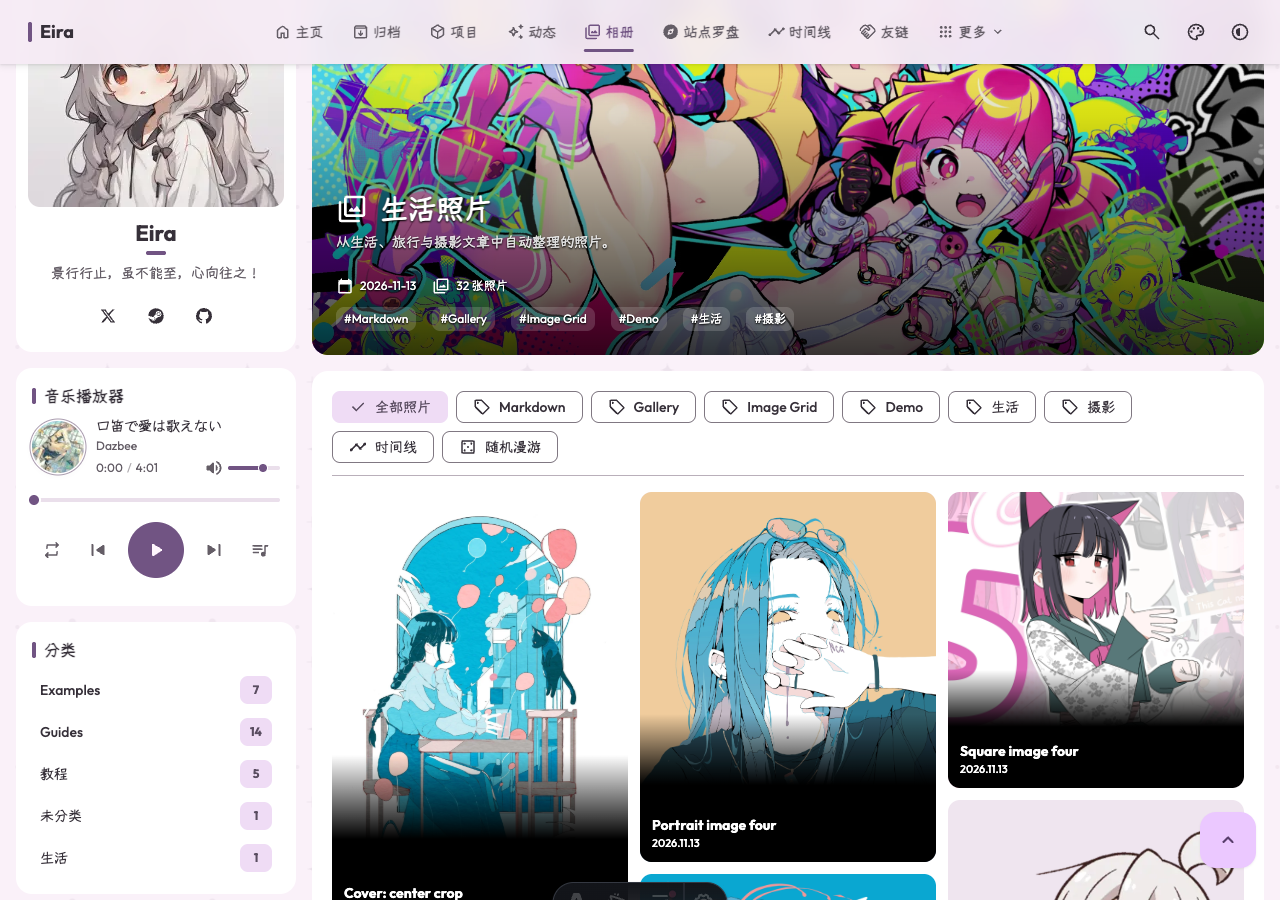 Eira
主页
归档
项目
动态
相册
站点罗盘
时间线
友链
更多
Eira
景行行止，虽不能至，心向往之！
音乐播放器
口笛で愛は歌えない
Dazbee
0:00 / 4:01
分类
Examples 7
Guides 14
教程 5
未分类 1
生活 1
生活照片
从生活、旅行与摄影文章中自动整理的照片。
2026-11-13 32 张照片
#Markdown #Gallery #Image Grid #Demo #生活 #摄影
全部照片 Markdown Gallery Image Grid Demo 生活 摄影
时间线 随机漫游
Cover: center crop
Portrait image four
2026.11.13
Square image four
2026.11.13